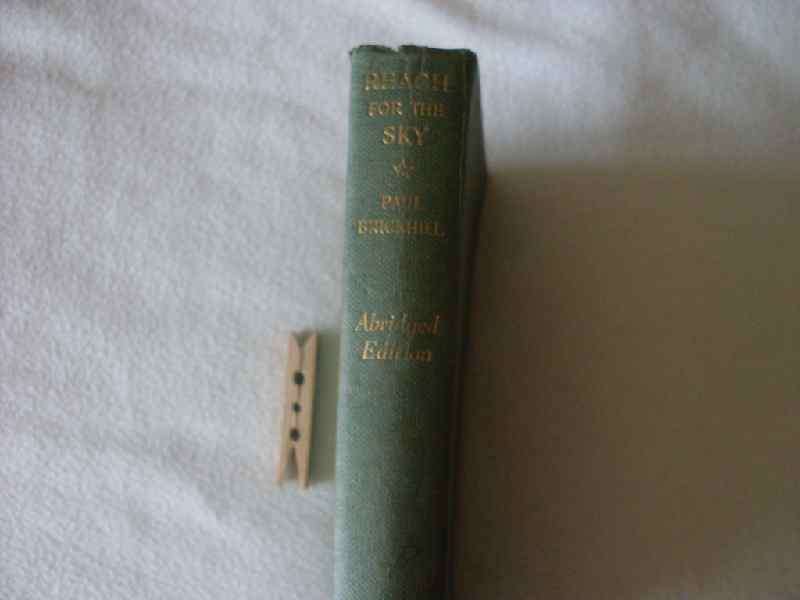 REACH
FOR THE
SKY
PAUL
BRICKHILL
Abridged
Edition